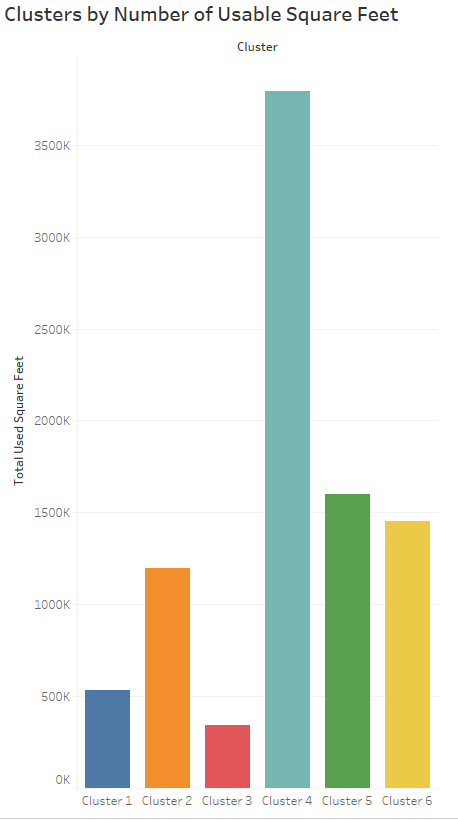 Clusters by Number of Usable Square Feet
Cluster
3500K
3000K
2500K
2000K
1500K
1000K
500K
0K
Total Used Square Feet
Cluster 1 Cluster 2 Cluster 3 Cluster 4 Cluster 5 Cluster 6